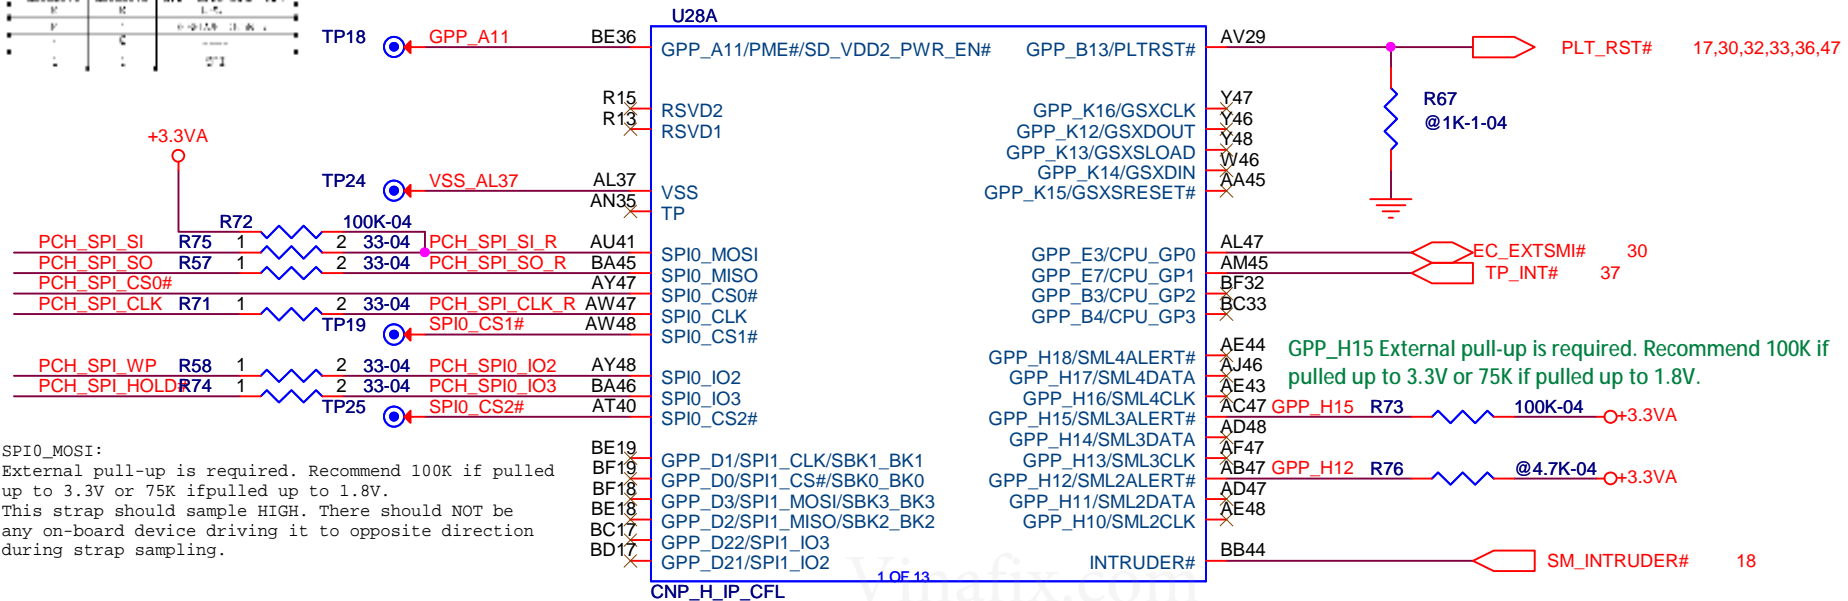 U28A
TP18 GPP_A11 BE36 GPP_A11/PME#/SD_VDD2_PWR_EN# GPP_B13/PLTRST# AV29 PLT_RST# 17,30,32,33,36,47
R15 RSVD2 GPP_K16/GSXCLK Y47
R13 RSVD1 GPP_K12/GSXDOUT Y46
GPP_K13/GSXSLOAD Y48
GPP_K14/GSXDIN W46
R67
@1K-1-04
+3.3VA
TP24 VSS_AL37 AL37 VSS GPP_K15/GSXSRESET# AA45
AN35 TP
R72 100K-04
PCH_SPI_SI R75 1 2 33-04 PCH_SPI_SI_R AU41 SPI0_MOSI GPP_E3/CPU_GP0 AL47 EC_EXTSMI# 30
PCH_SPI_SO R57 1 2 33-04 PCH_SPI_SO_R BA45 SPI0_MISO GPP_E7/CPU_GP1 AM45 TP_INT# 37
PCH_SPI_CS0# AY47 SPI0_CS0# GPP_B3/CPU_GP2 BF32
PCH_SPI_CLK R71 1 2 33-04 PCH_SPI_CLK_R AW47 SPI0_CLK GPP_B4/CPU_GP3 BC33
TP19 SPI0_CS1# AW48 SPI0_CS1#
GPP_H18/SML4ALERT# AE44
PCH_SPI_WP R58 1 2 33-04 PCH_SPI0_IO2 AY48 SPI0_IO2 GPP_H17/SML4DATA AJ46
PCH_SPI_HOLD# R74 1 2 33-04 PCH_SPI0_IO3 BA46 SPI0_IO3 GPP_H16/SML4CLK AE43
TP25 SPI0_CS2# AT40 SPI0_CS2# GPP_H15/SML3ALERT# AC47 GPP_H15 R73 100K-04 +3.3VA
GPP_H15 External pull-up is required. Recommend 100K if
pulled up to 3.3V or 75K if pulled up to 1.8V.
GPP_H14/SML3DATA AD48
BE19 GPP_D1/SPI1_CLK/SBK1_BK1 GPP_H13/SML3CLK AF47
BF19 GPP_D0/SPI1_CS#/SBK0_BK0 GPP_H12/SML2ALERT# AB47 GPP_H12 R76 @4.7K-04 +3.3VA
BF18 GPP_D3/SPI1_MOSI/SBK3_BK3 GPP_H11/SML2DATA AD47
BE18 GPP_D2/SPI1_MISO/SBK2_BK2 GPP_H10/SML2CLK AE48
BC17 GPP_D22/SPI1_IO3
BD17 GPP_D21/SPI1_IO2 INTRUDER# BB44 SM_INTRUDER# 18
SPI0_MOSI:
External pull-up is required. Recommend 100K if pulled
up to 3.3V or 75K ifpulled up to 1.8V.
This strap should sample HIGH. There should NOT be
any on-board device driving it to opposite direction
during strap sampling.
1 OF 13
CNP_H_IP_CFL
Vinafix.com